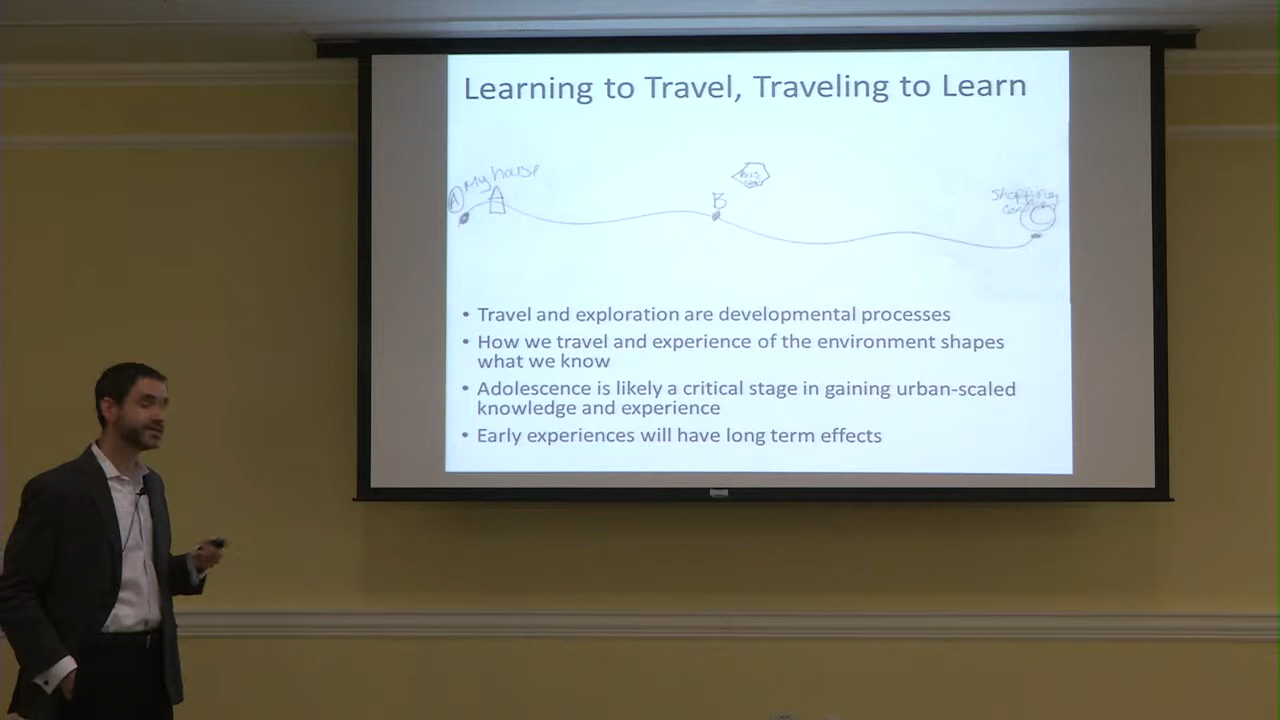 Learning to Travel, Traveling to Learn
A My house
B
Shopping
• Travel and exploration are developmental processes
• How we travel and experience of the environment shapes
what we know
• Adolescence is likely a critical stage in gaining urban-scaled
knowledge and experience
• Early experiences will have long term effects